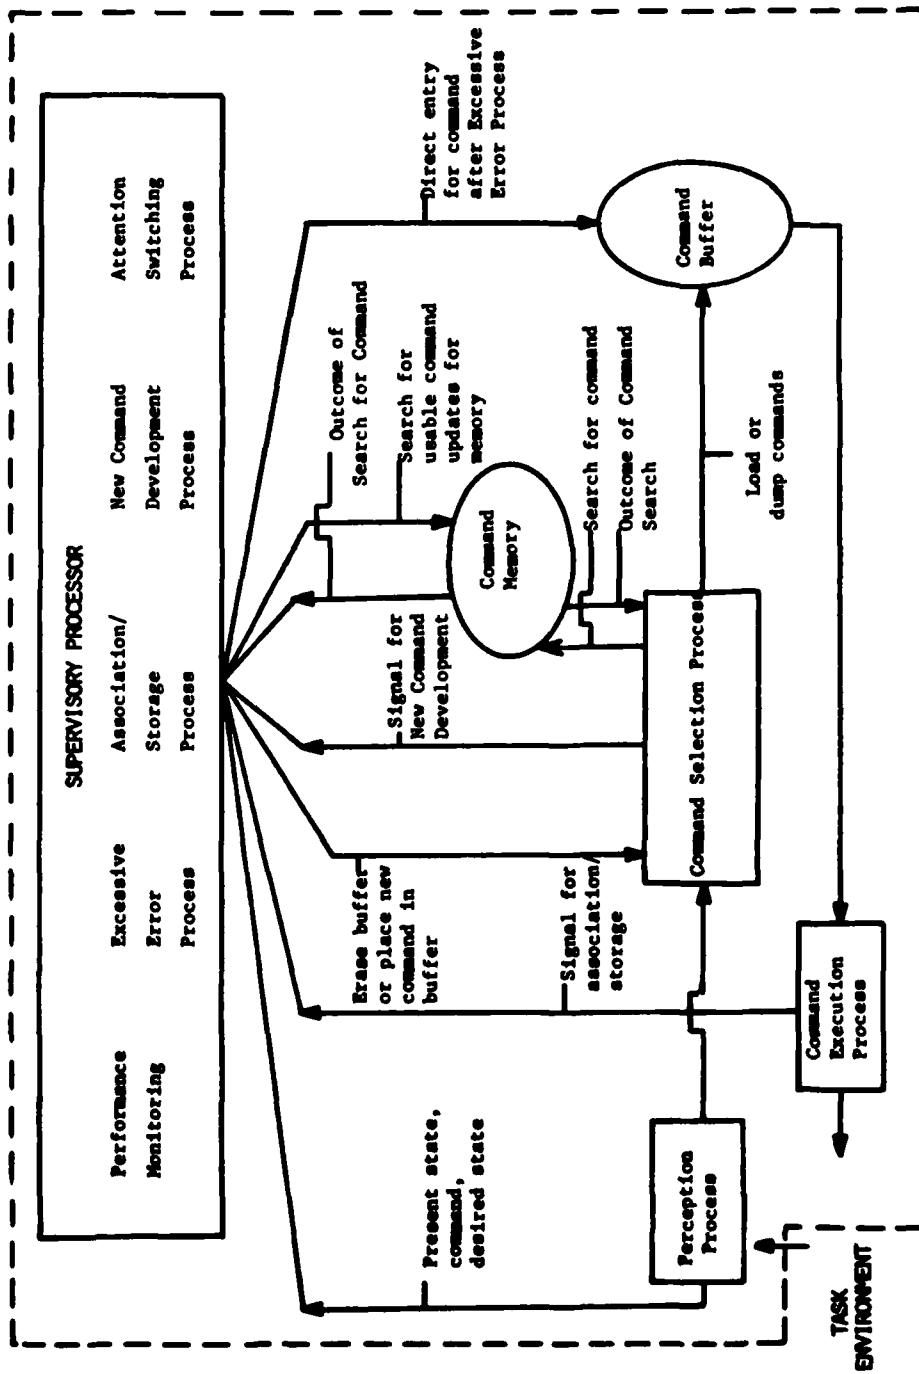 SUPERVISORY PROCESSOR
Performance
Monitoring
Excessive
Error
Process
Association/
Storage
Process
New Command
Development
Process
Attention
Switching
Process
Present state,
command,
desired state
Erase buffer
or place new
command in
buffer
Signal for
association/
storage
Signal for
New Command
Development
Outcome of
Search for Command
Search for
usable command
updates for
memory
Direct entry
for command
after Excessive
Error Process
Command
Memory
Search for command
Outcome of Command
Search
Command
Buffer
Load or
dump commands
Command Selection Process
Perception
Process
Command
Execution
Process
TASK
ENVIRONMENT